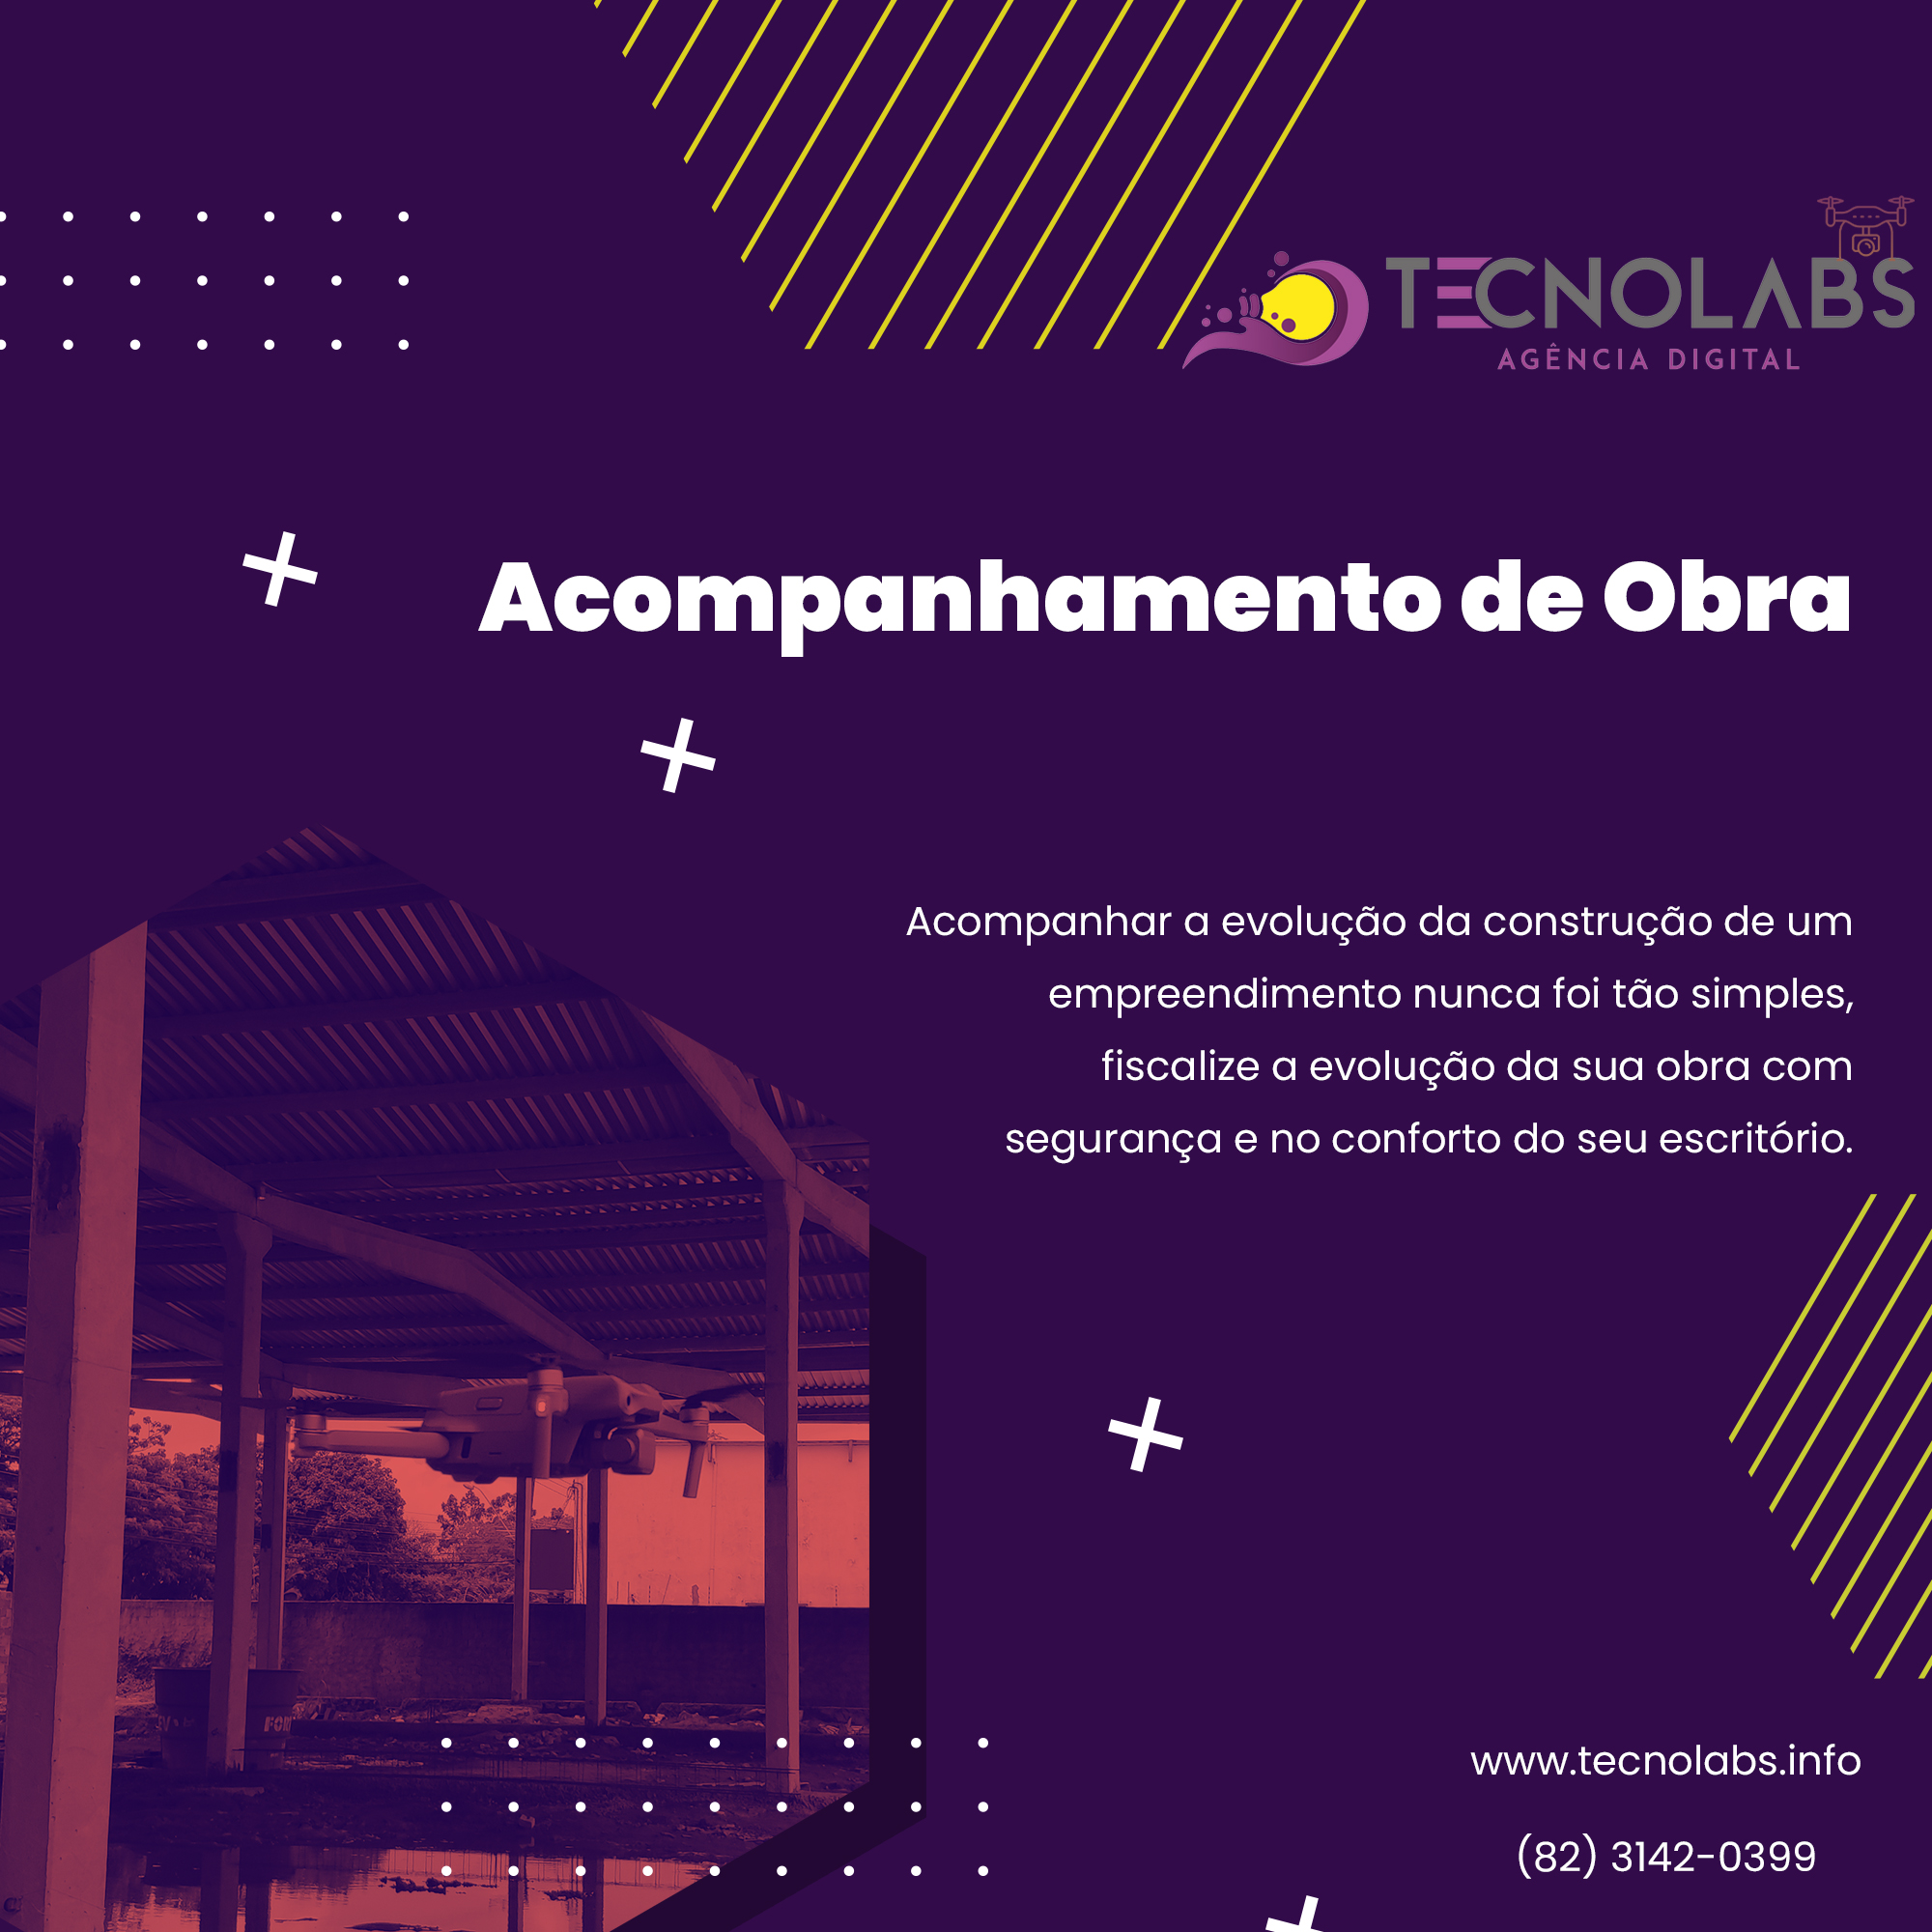 TECNOLABS
AGÊNCIA DIGITAL
Acompanhamento de Obra
Acompanhar a evolução da construção de um
empreendimento nunca foi tão simples,
fiscalize a evolução da sua obra com
segurança e no conforto do seu escritório.
www.tecnolabs.info
(82) 3142-0399